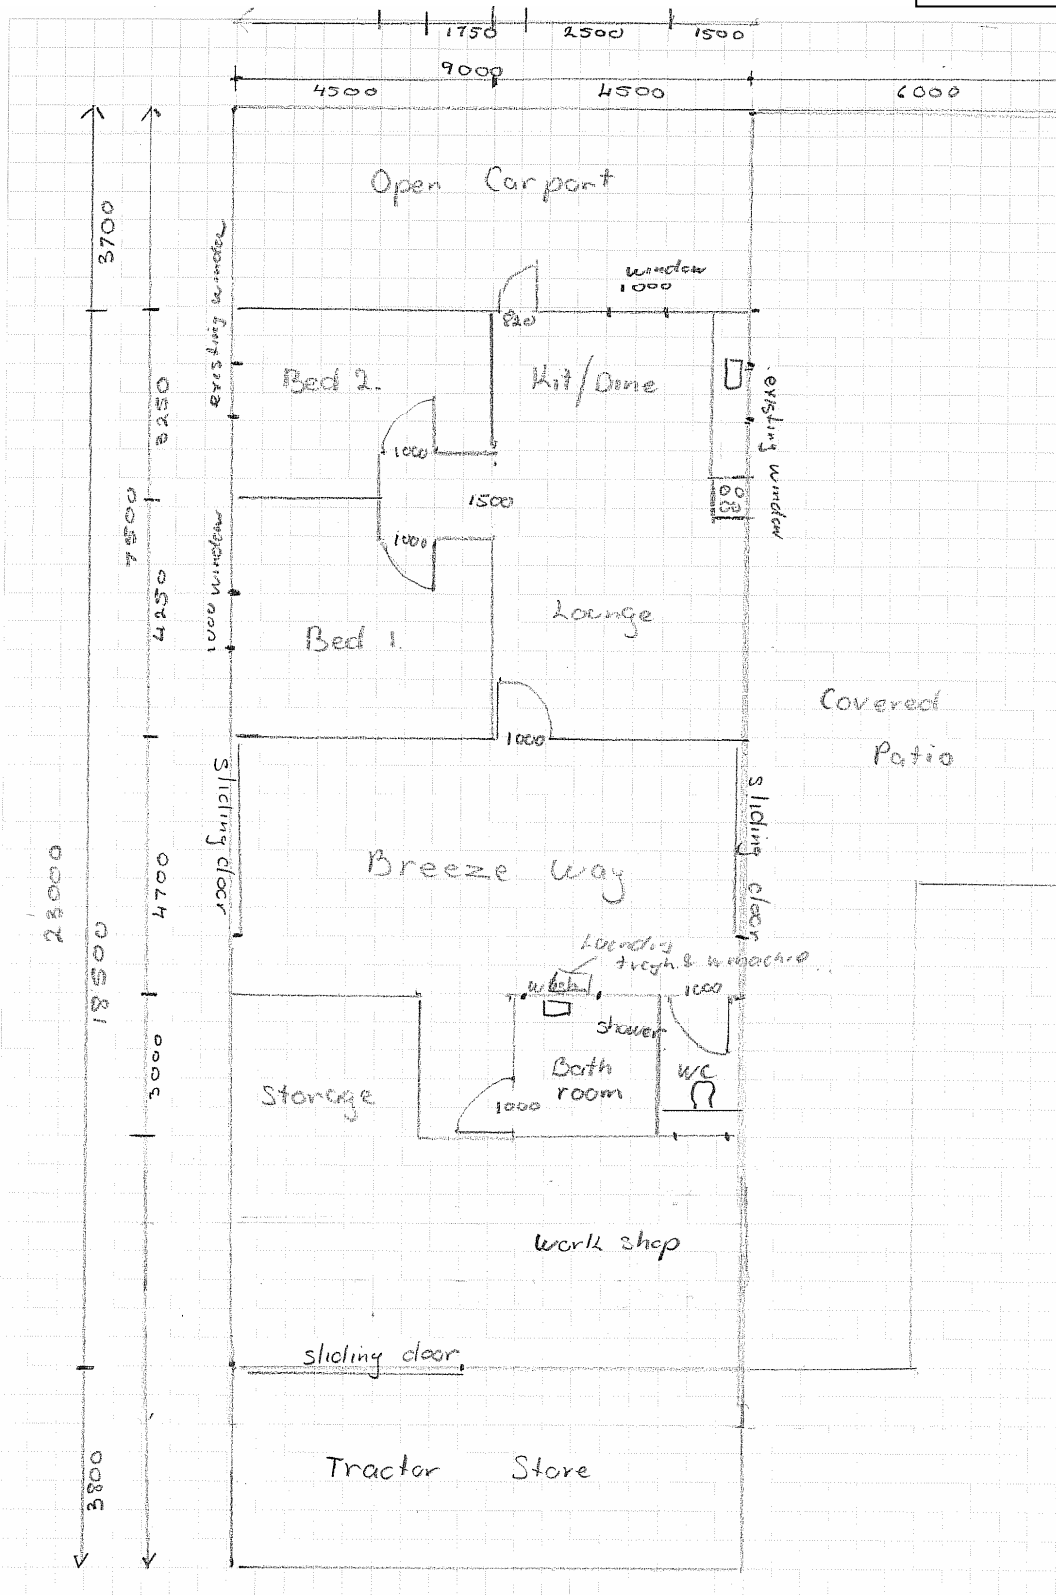 1750 2500 1500
9000
4500 4500 6000
Open Carport
3700
existing window
window
1000
820
Bed 2.
Kit/Dine
3250
existing window
1000
1500
7500
1000
1000 window
4250
Lounge
Bed 1.
Covered
Patio
1000
sliding door
sliding door
Breeze Way
23000
4700
18500
Laundry
1000
shower
3000
Bath
room
WC
Storage
1000
Work shop
sliding door
Tractor Store
3800